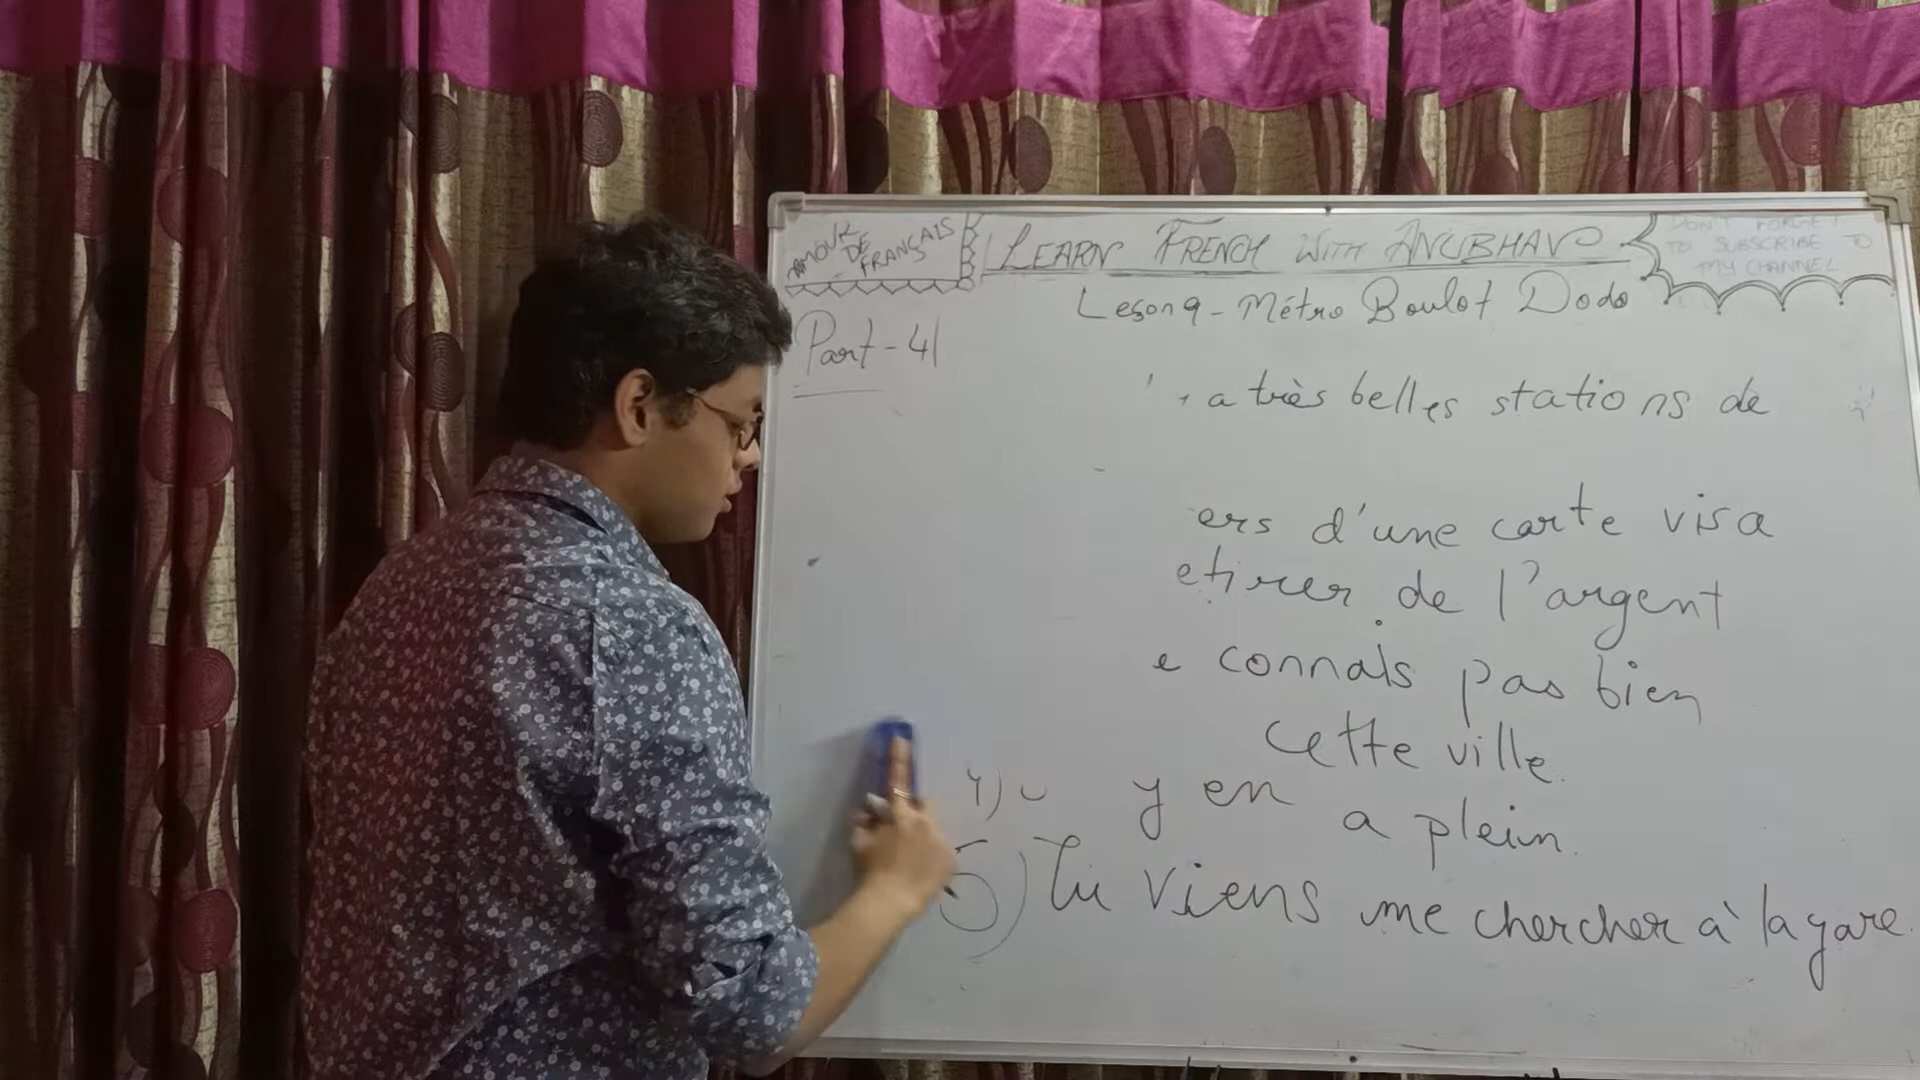 AMOUR DE FRANÇAIS
LEARN FRENCH WITH ANUBHAV
DON'T FORGET TO SUBSCRIBE TO MY CHANNEL
Leçon 9 - Métro Boulot Dodo
Part - 41
a très belles stations de
ers d'une carte visa
etirer de l'argent
e connais pas bien
cette ville.
y en a plein.
5) Tu viens me chercher à la gare.